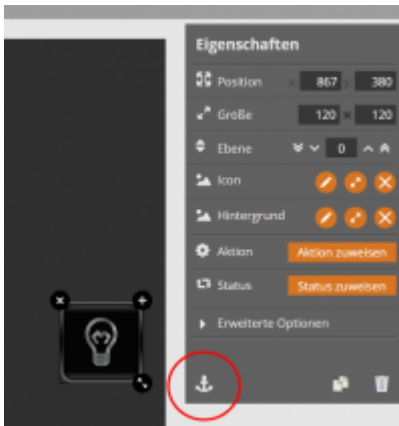 Eigenschaften
Position x 867 y 380
Größe 120 x 120
Ebene 0
Icon
Hintergrund
Aktion Aktion zuweisen
Status Status zuweisen
Erweiterte Optionen